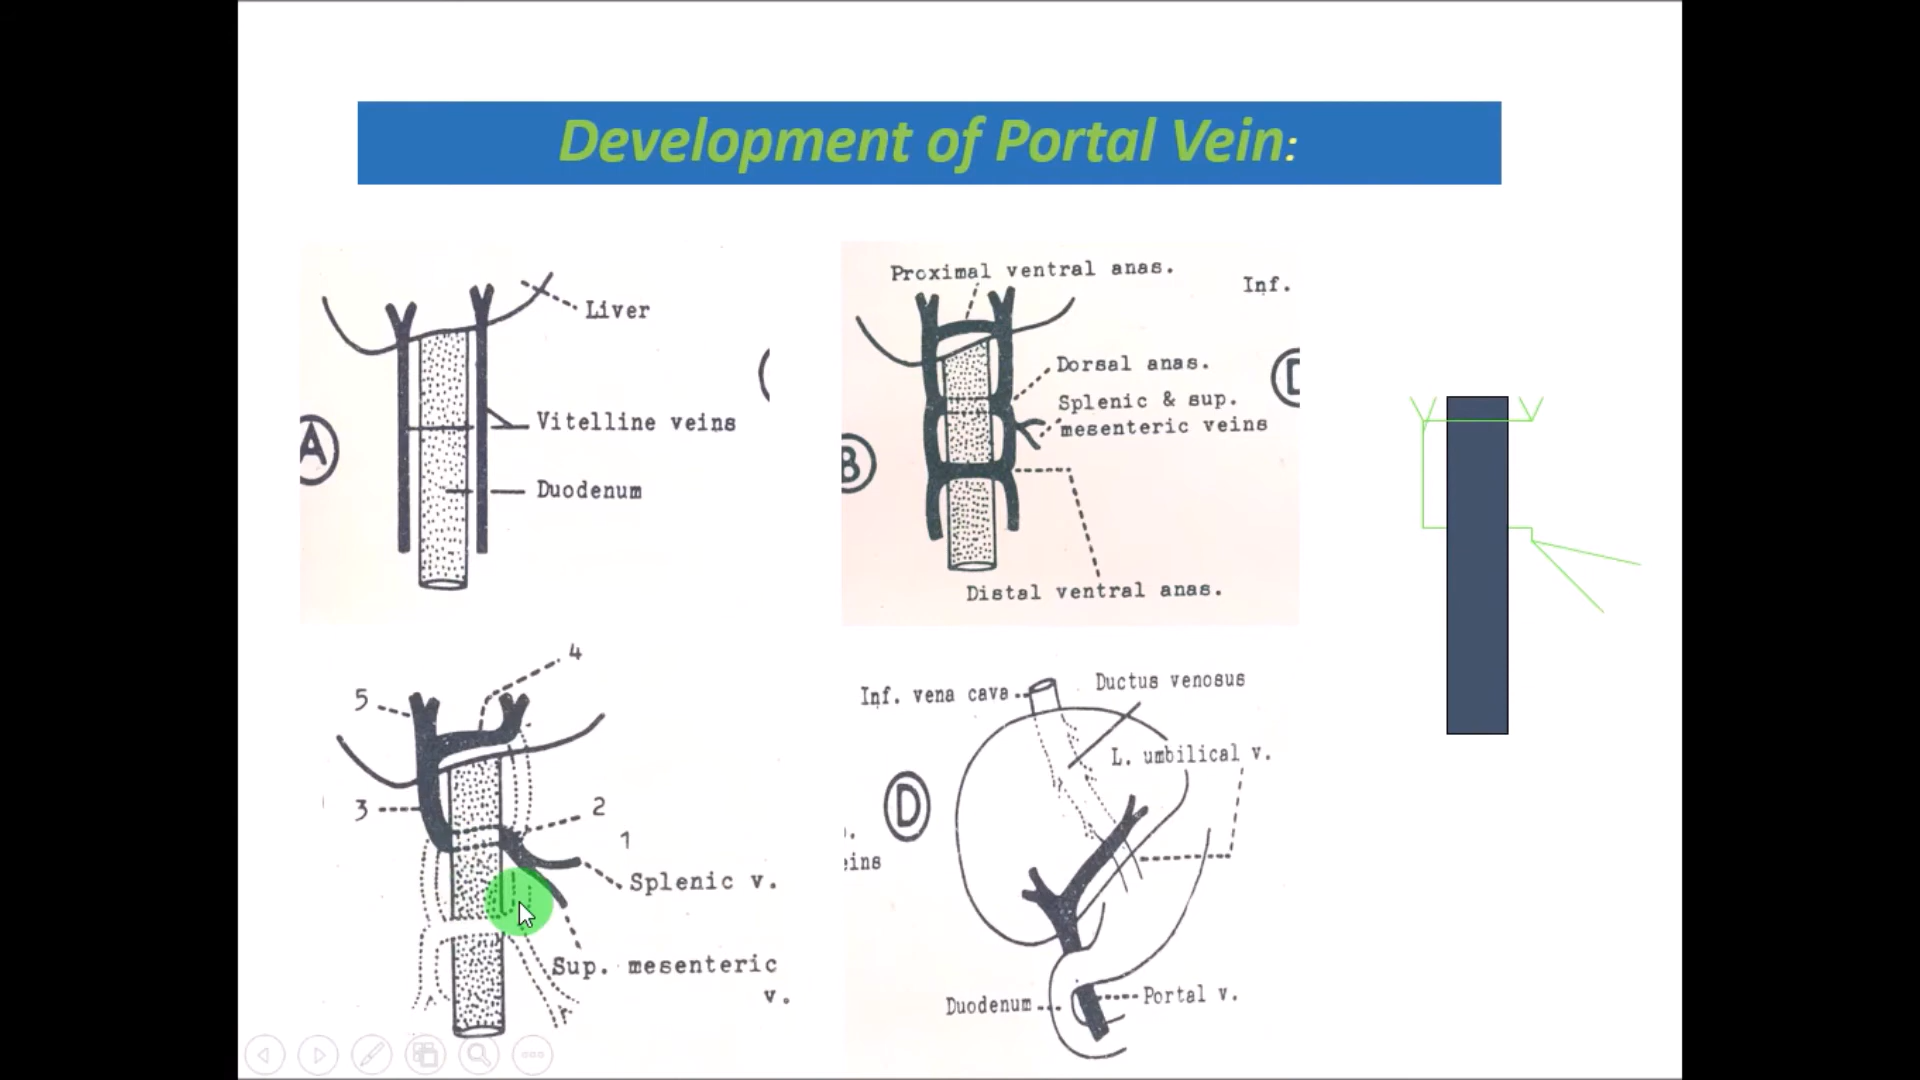 Development of Portal Vein:
Liver
Vitelline veins
Duodenum
A
Proximal ventral anas.
Inf.
Dorsal anas.
Splenic & sup.
mesenteric veins
B
Distal ventral anas.
D
4
5
3
2
1
Splenic v.
Sup. mesenteric
v.
Inf. vena cava
Ductus venosus
L. umbilical v.
D
eins
Duodenum
Portal v.